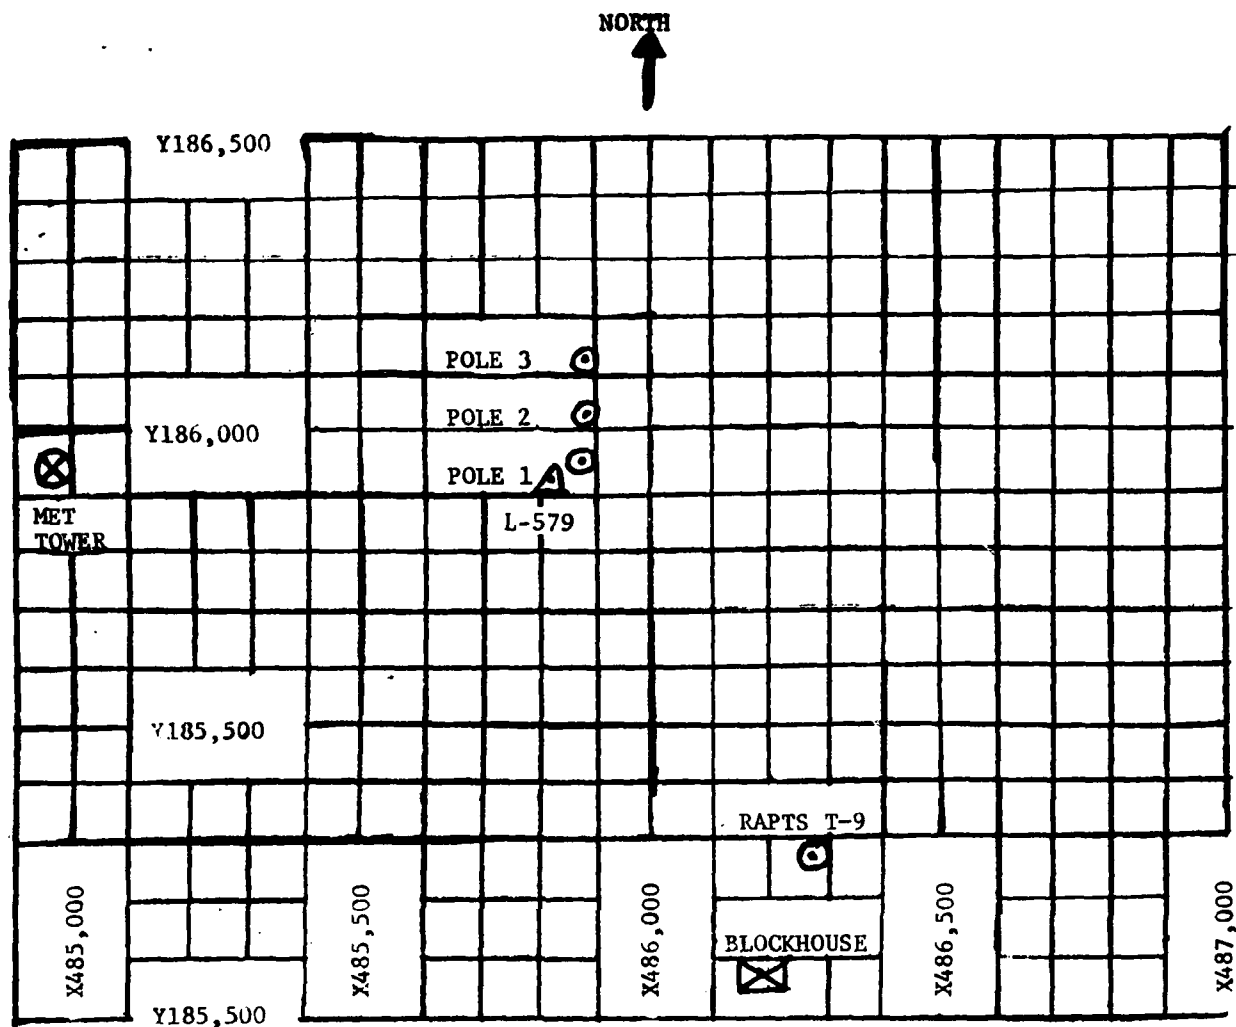 NORTH
Y186,500
POLE 3
POLE 2
Y186,000
POLE 1
MET
TOWER
L-579
Y185,500
RAPTS T-9
X485,000
X485,500
X486,000
BLOCKHOUSE
X486,500
X487,000
Y185,500